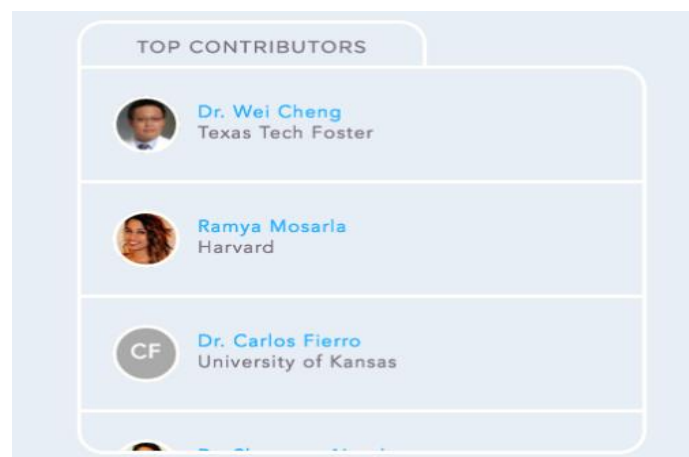 TOP CONTRIBUTORS
Dr. Wei Cheng
Texas Tech Foster
Ramya Mosarla
Harvard
CF
Dr. Carlos Fierro
University of Kansas